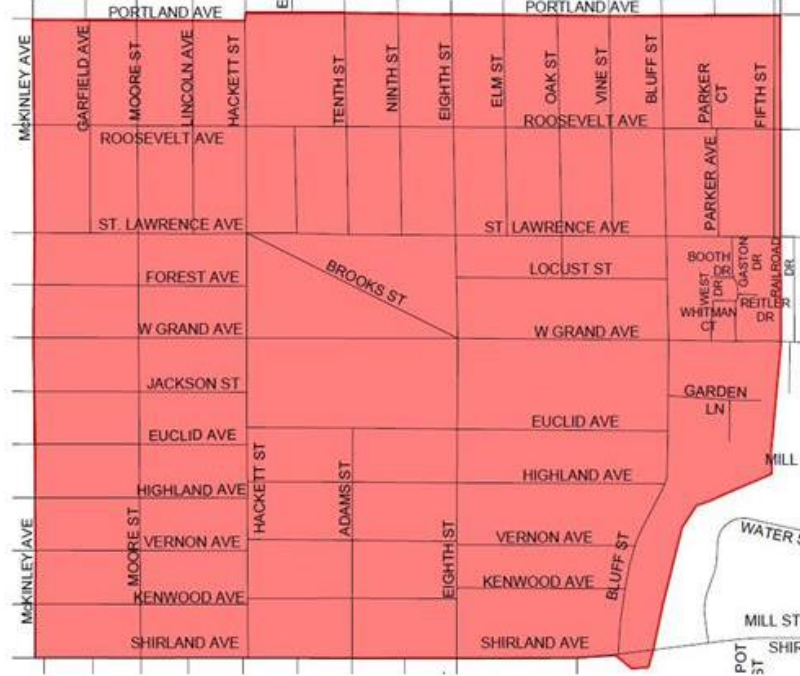 PORTLAND AVE
PORTLAND AVE
McKINLEY AVE
GARFIELD AVE
MOORE ST
LINCOLN AVE
HACKETT ST
TENTH ST
NINTH ST
EIGHTH ST
ELM ST
OAK ST
VINE ST
BLUFF ST
PARKER
CT
FIFTH ST
ROOSEVELT AVE
ROOSEVELT AVE
PARKER AVE
ST. LAWRENCE AVE
ST. LAWRENCE AVE
BROOKS ST
FOREST AVE
LOCUST ST
BOOTH
DR
GASTON
DR
RAILROAD
DR
WEST
DR
REITLER
DR
WHITMAN
CT
W GRAND AVE
W GRAND AVE
JACKSON ST
GARDEN
LN
EUCLID AVE
EUCLID AVE
HACKETT ST
ADAMS ST
HIGHLAND AVE
HIGHLAND AVE
MILL
McKINLEY AVE
MOORE ST
EIGHTH ST
VERNON AVE
VERNON AVE
BLUFF ST
WATER S
KENWOOD AVE
KENWOOD AVE
SHIRLAND AVE
SHIRLAND AVE
MILL ST
SHIR
POT
ST